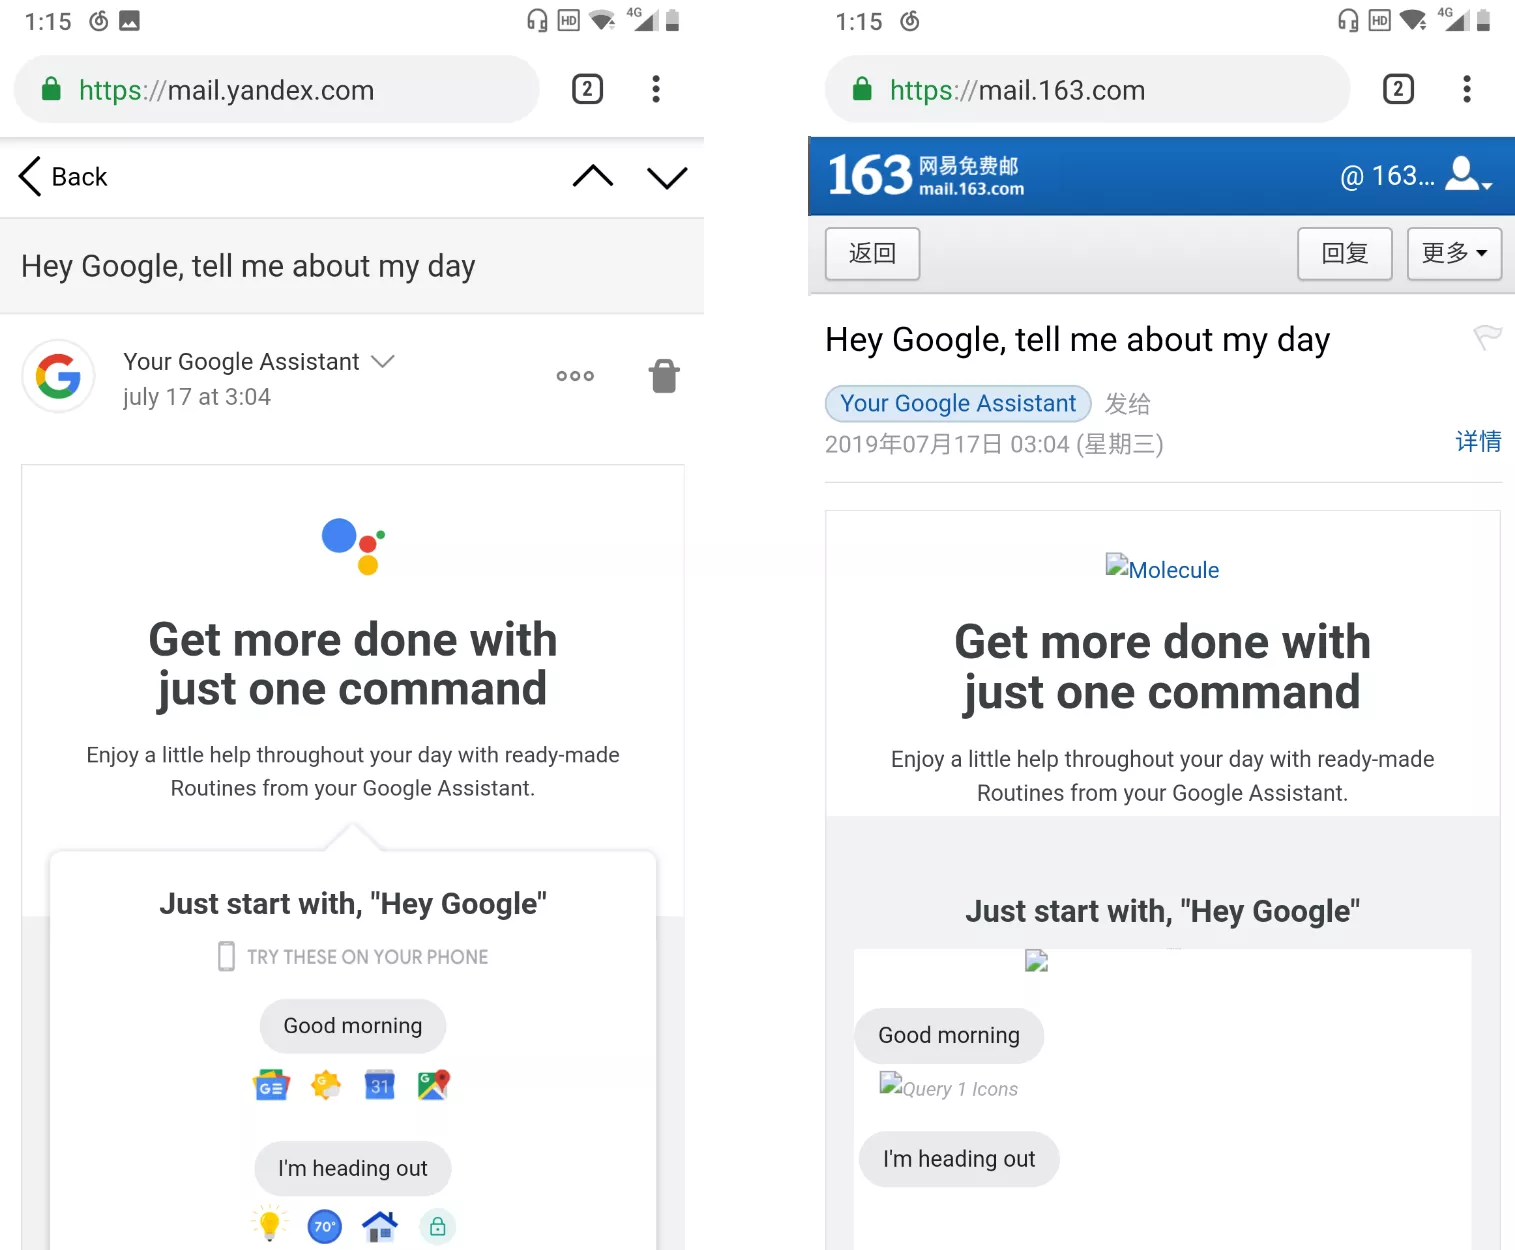 1:15
HD
4G
https://mail.yandex.com
2
Back
Hey Google, tell me about my day
G
Your Google Assistant
july 17 at 3:04
Get more done with
just one command
Enjoy a little help throughout your day with ready-made
Routines from your Google Assistant.
Just start with, "Hey Google"
TRY THESE ON YOUR PHONE
Good morning
GE
G
31
G
I'm heading out
70°
1:15
HD
4G
https://mail.163.com
2
163 网易免费邮
mail.163.com
@ 163...
返回
回复
更多
Hey Google, tell me about my day
Your Google Assistant 发给
2019年07月17日 03:04 (星期三)
详情
Molecule
Get more done with
just one command
Enjoy a little help throughout your day with ready-made
Routines from your Google Assistant.
Just start with, "Hey Google"
Good morning
Query 1 Icons
I'm heading out